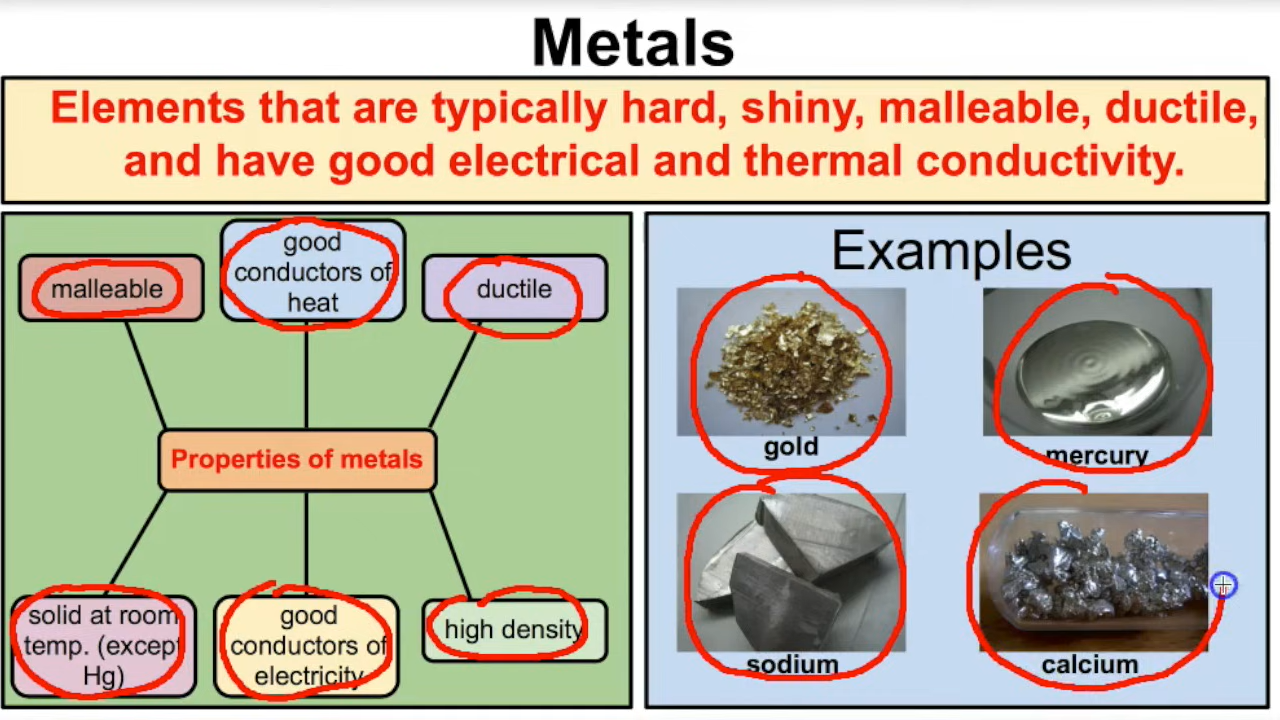 Metals
Elements that are typically hard, shiny, malleable, ductile,
and have good electrical and thermal conductivity.
malleable
good
conductors of
heat
ductile
Properties of metals
solid at room
temp. (except
Hg)
good
conductors of
electricity
high density
Examples
gold
mercury
sodium
calcium